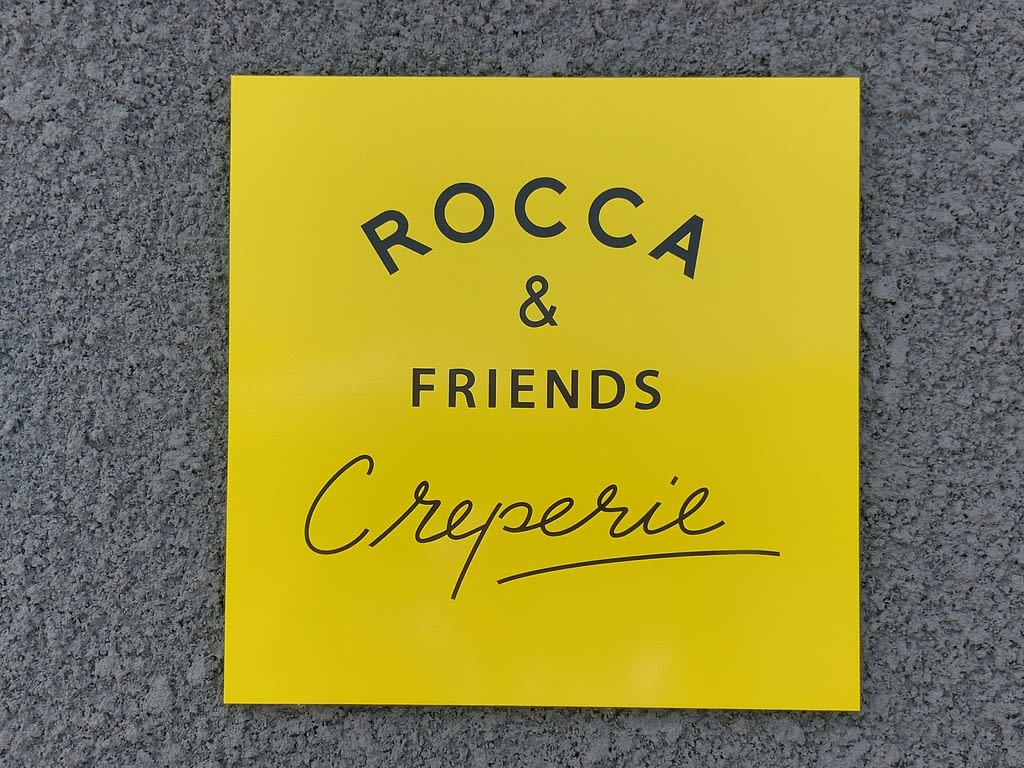 ROCCA
&
FRIENDS
Creperie